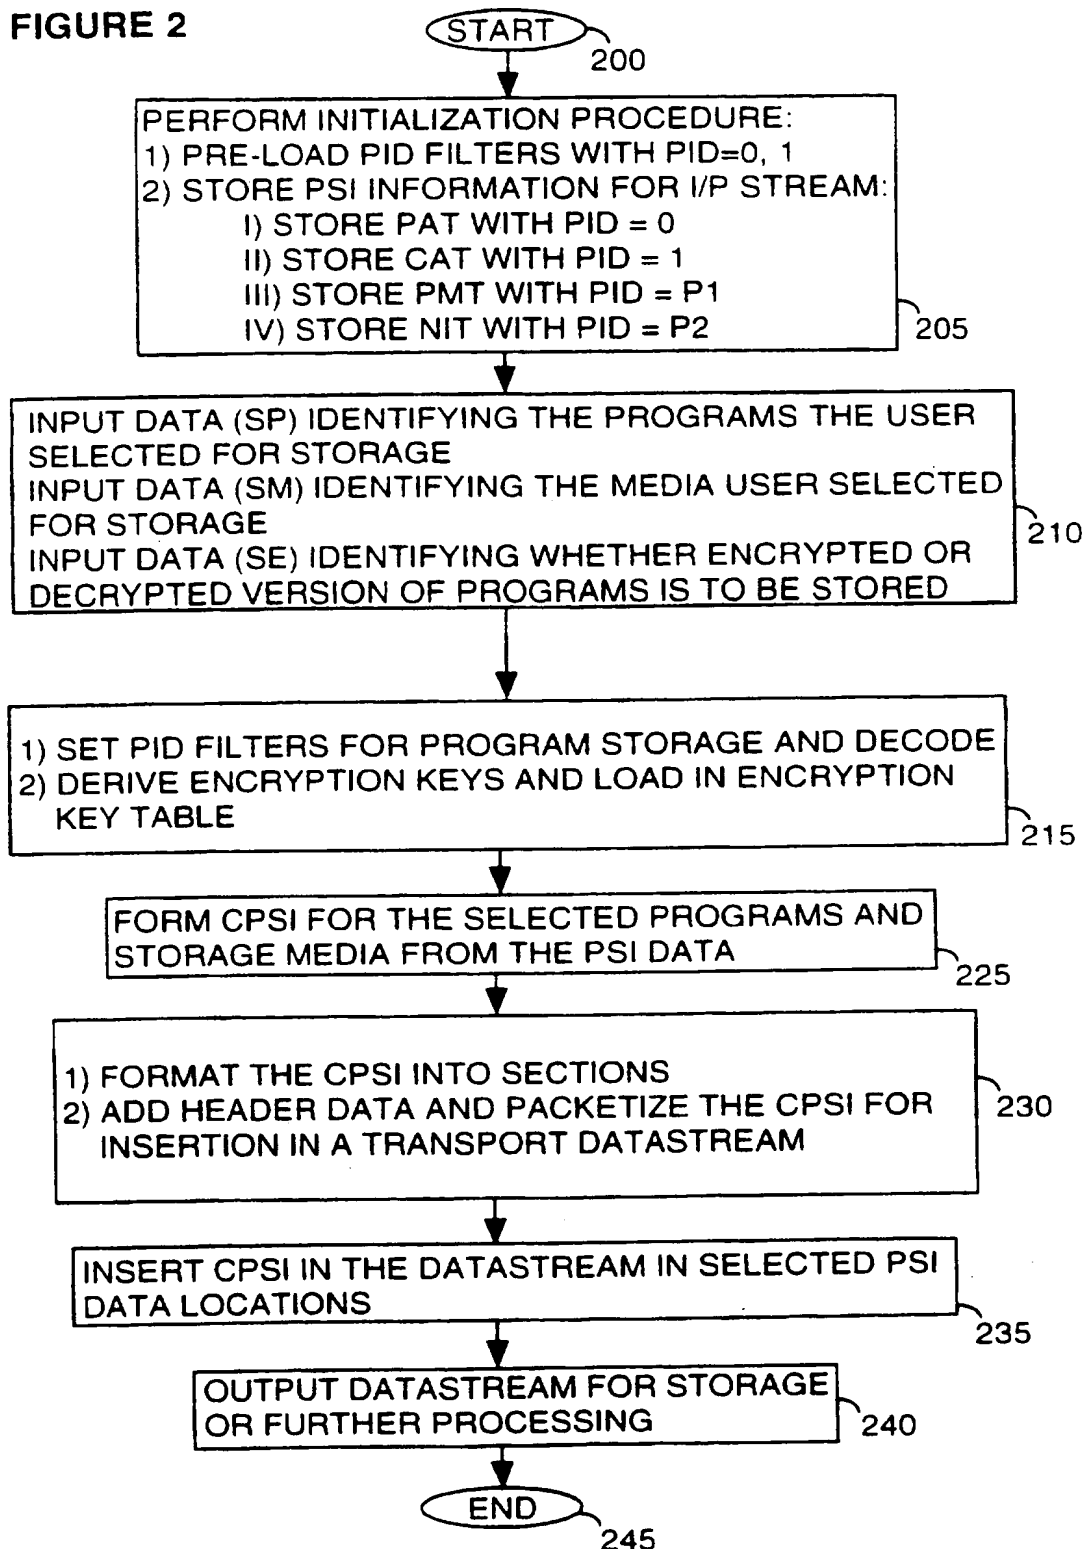 FIGURE 2
START
200
PERFORM INITIALIZATION PROCEDURE:
1) PRE-LOAD PID FILTERS WITH PID=0, 1
2) STORE PSI INFORMATION FOR I/P STREAM:
I) STORE PAT WITH PID = 0
II) STORE CAT WITH PID = 1
III) STORE PMT WITH PID = P1
IV) STORE NIT WITH PID = P2
205
INPUT DATA (SP) IDENTIFYING THE PROGRAMS THE USER
SELECTED FOR STORAGE
INPUT DATA (SM) IDENTIFYING THE MEDIA USER SELECTED
FOR STORAGE
INPUT DATA (SE) IDENTIFYING WHETHER ENCRYPTED OR
DECRYPTED VERSION OF PROGRAMS IS TO BE STORED
210
1) SET PID FILTERS FOR PROGRAM STORAGE AND DECODE
2) DERIVE ENCRYPTION KEYS AND LOAD IN ENCRYPTION
KEY TABLE
215
FORM CPSI FOR THE SELECTED PROGRAMS AND
STORAGE MEDIA FROM THE PSI DATA
225
1) FORMAT THE CPSI INTO SECTIONS
2) ADD HEADER DATA AND PACKETIZE THE CPSI FOR
INSERTION IN A TRANSPORT DATASTREAM
230
INSERT CPSI IN THE DATASTREAM IN SELECTED PSI
DATA LOCATIONS
235
OUTPUT DATASTREAM FOR STORAGE
OR FURTHER PROCESSING
240
END
245